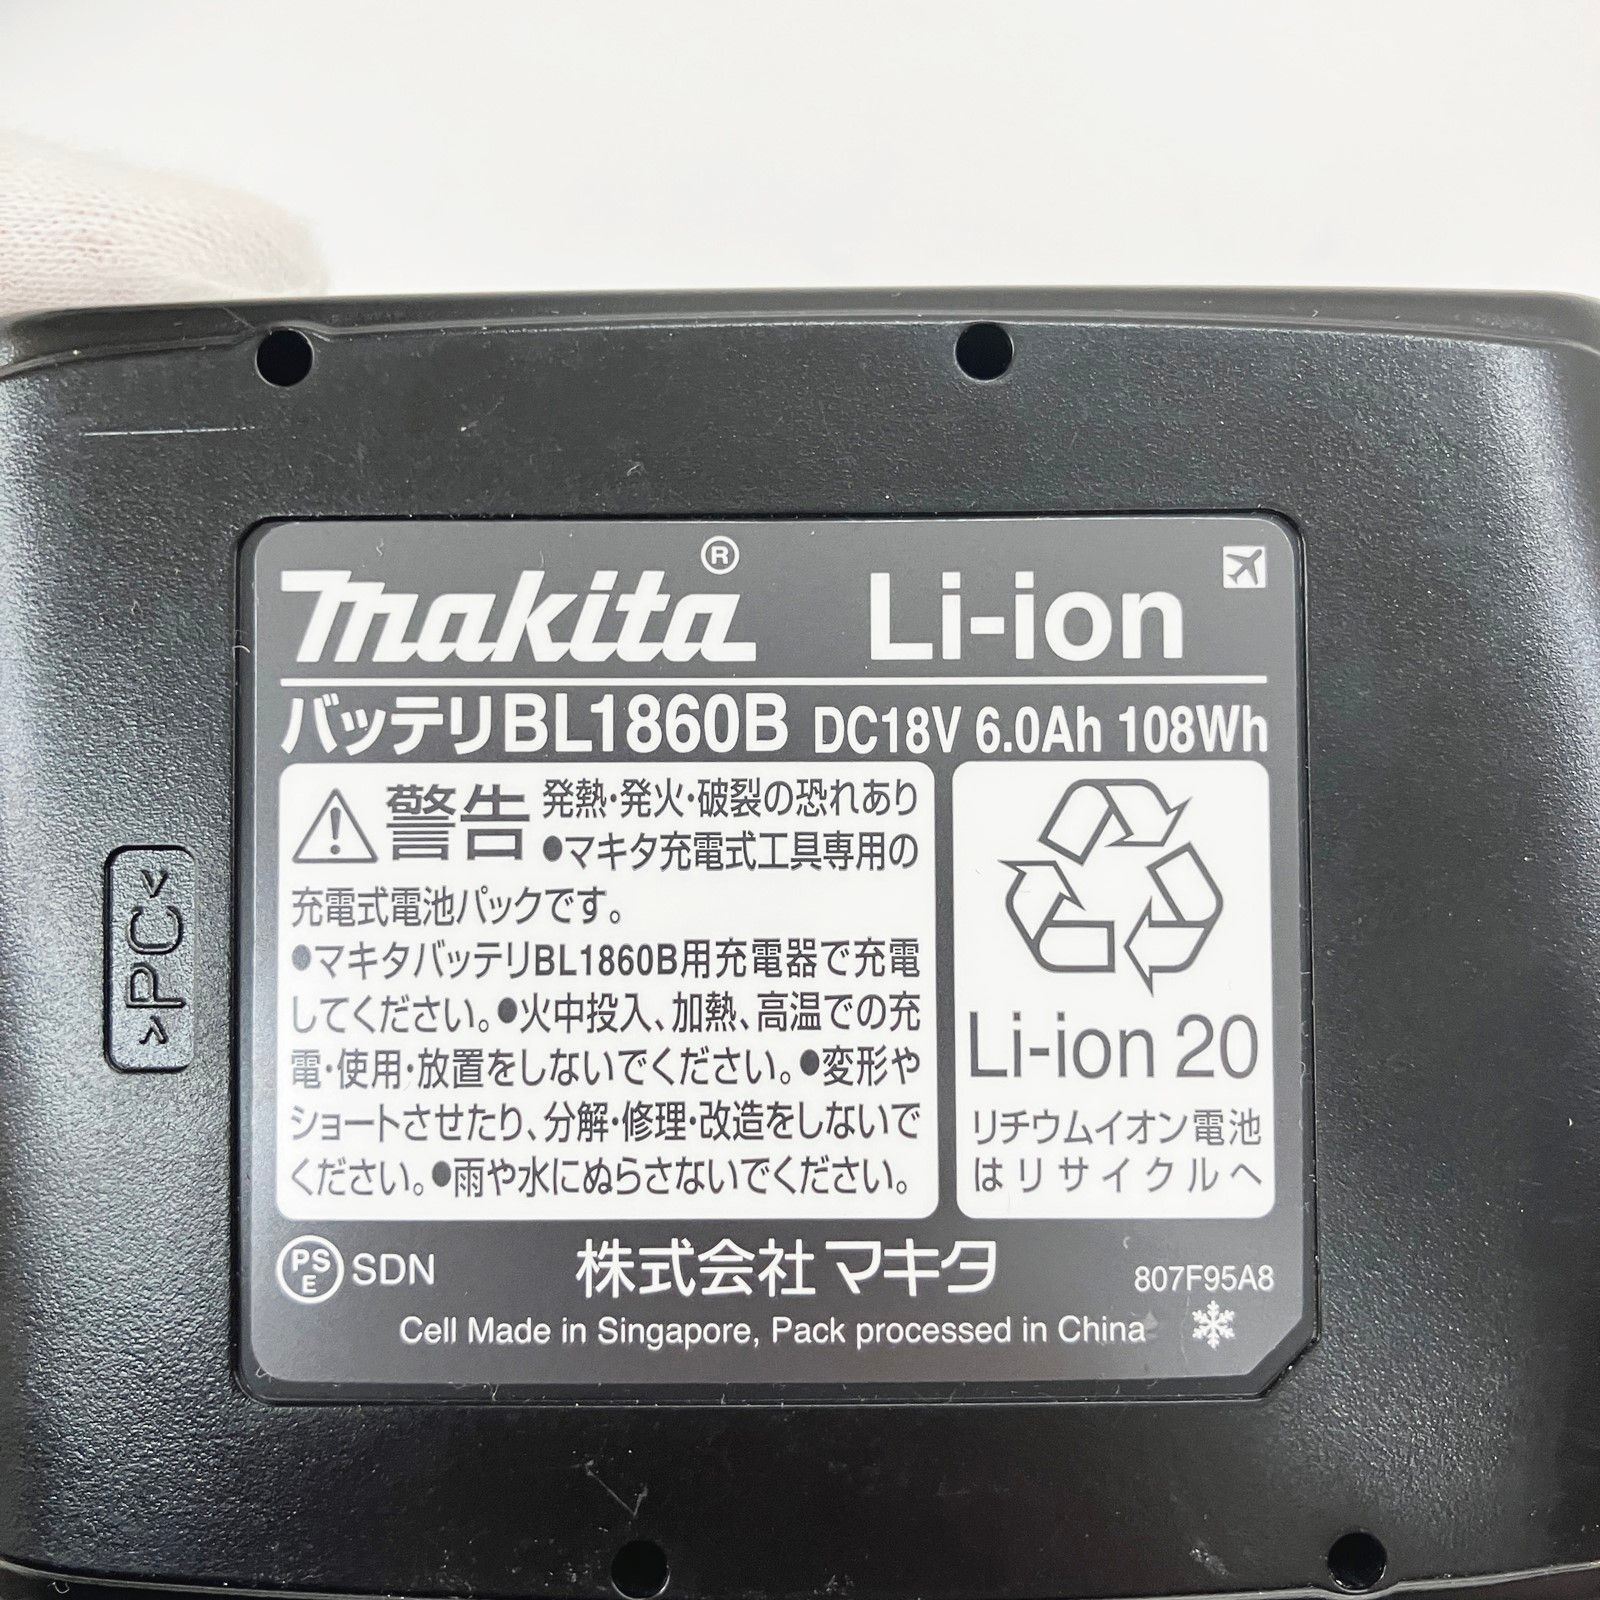 makita® Li-ion
バッテリBL1860B DC18V 6.0Ah 108Wh
警告 発熱・発火・破裂の恐れあり
●マキタ充電式工具専用の
充電式電池パックです。
●マキタバッテリBL1860B用充電器で充電
してください。●火中投入、加熱、高温での充
電・使用・放置をしないでください。●変形や
ショートさせたり、分解・修理・改造をしないで
ください。●雨や水にぬらさないでください。
Li-ion 20
リチウムイオン電池
はリサイクルへ
PSE SDN 株式会社マキタ 807F95A8
Cell Made in Singapore, Pack processed in China
>PC<